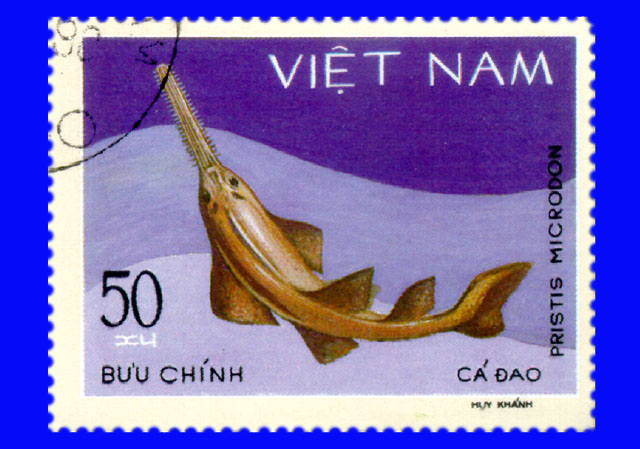 VIỆT NAM
PRISTIS MICRODON
50
xu
BƯU CHÍNH
CÁ ĐAO
HUY KHÁNH